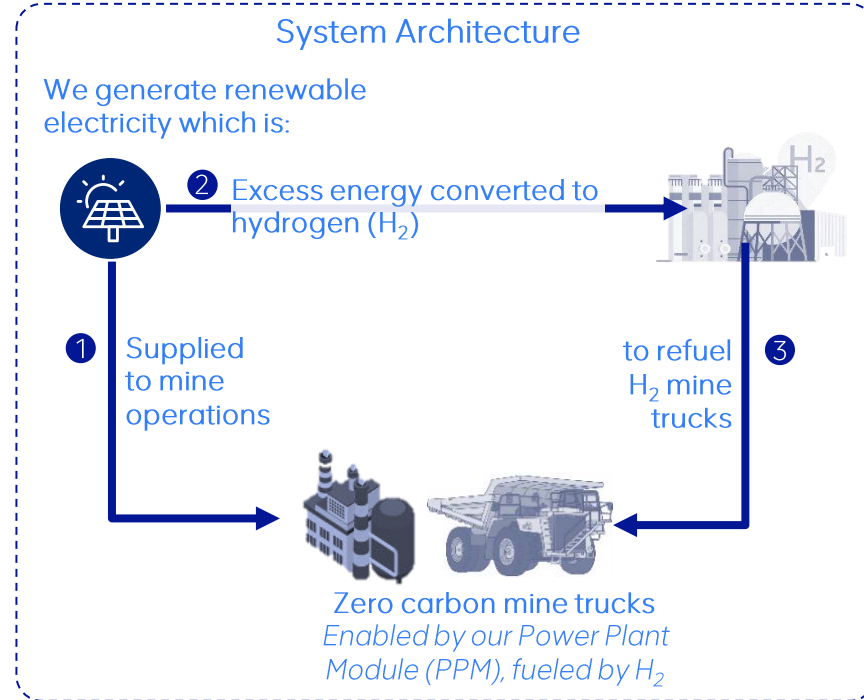 System Architecture
We generate renewable
electricity which is:
2
Excess energy converted to
hydrogen (H₂)
H₂
1
Supplied
to mine
operations
to refuel
H₂ mine
trucks
3
Zero carbon mine trucks
Enabled by our Power Plant
Module (PPM), fueled by H₂